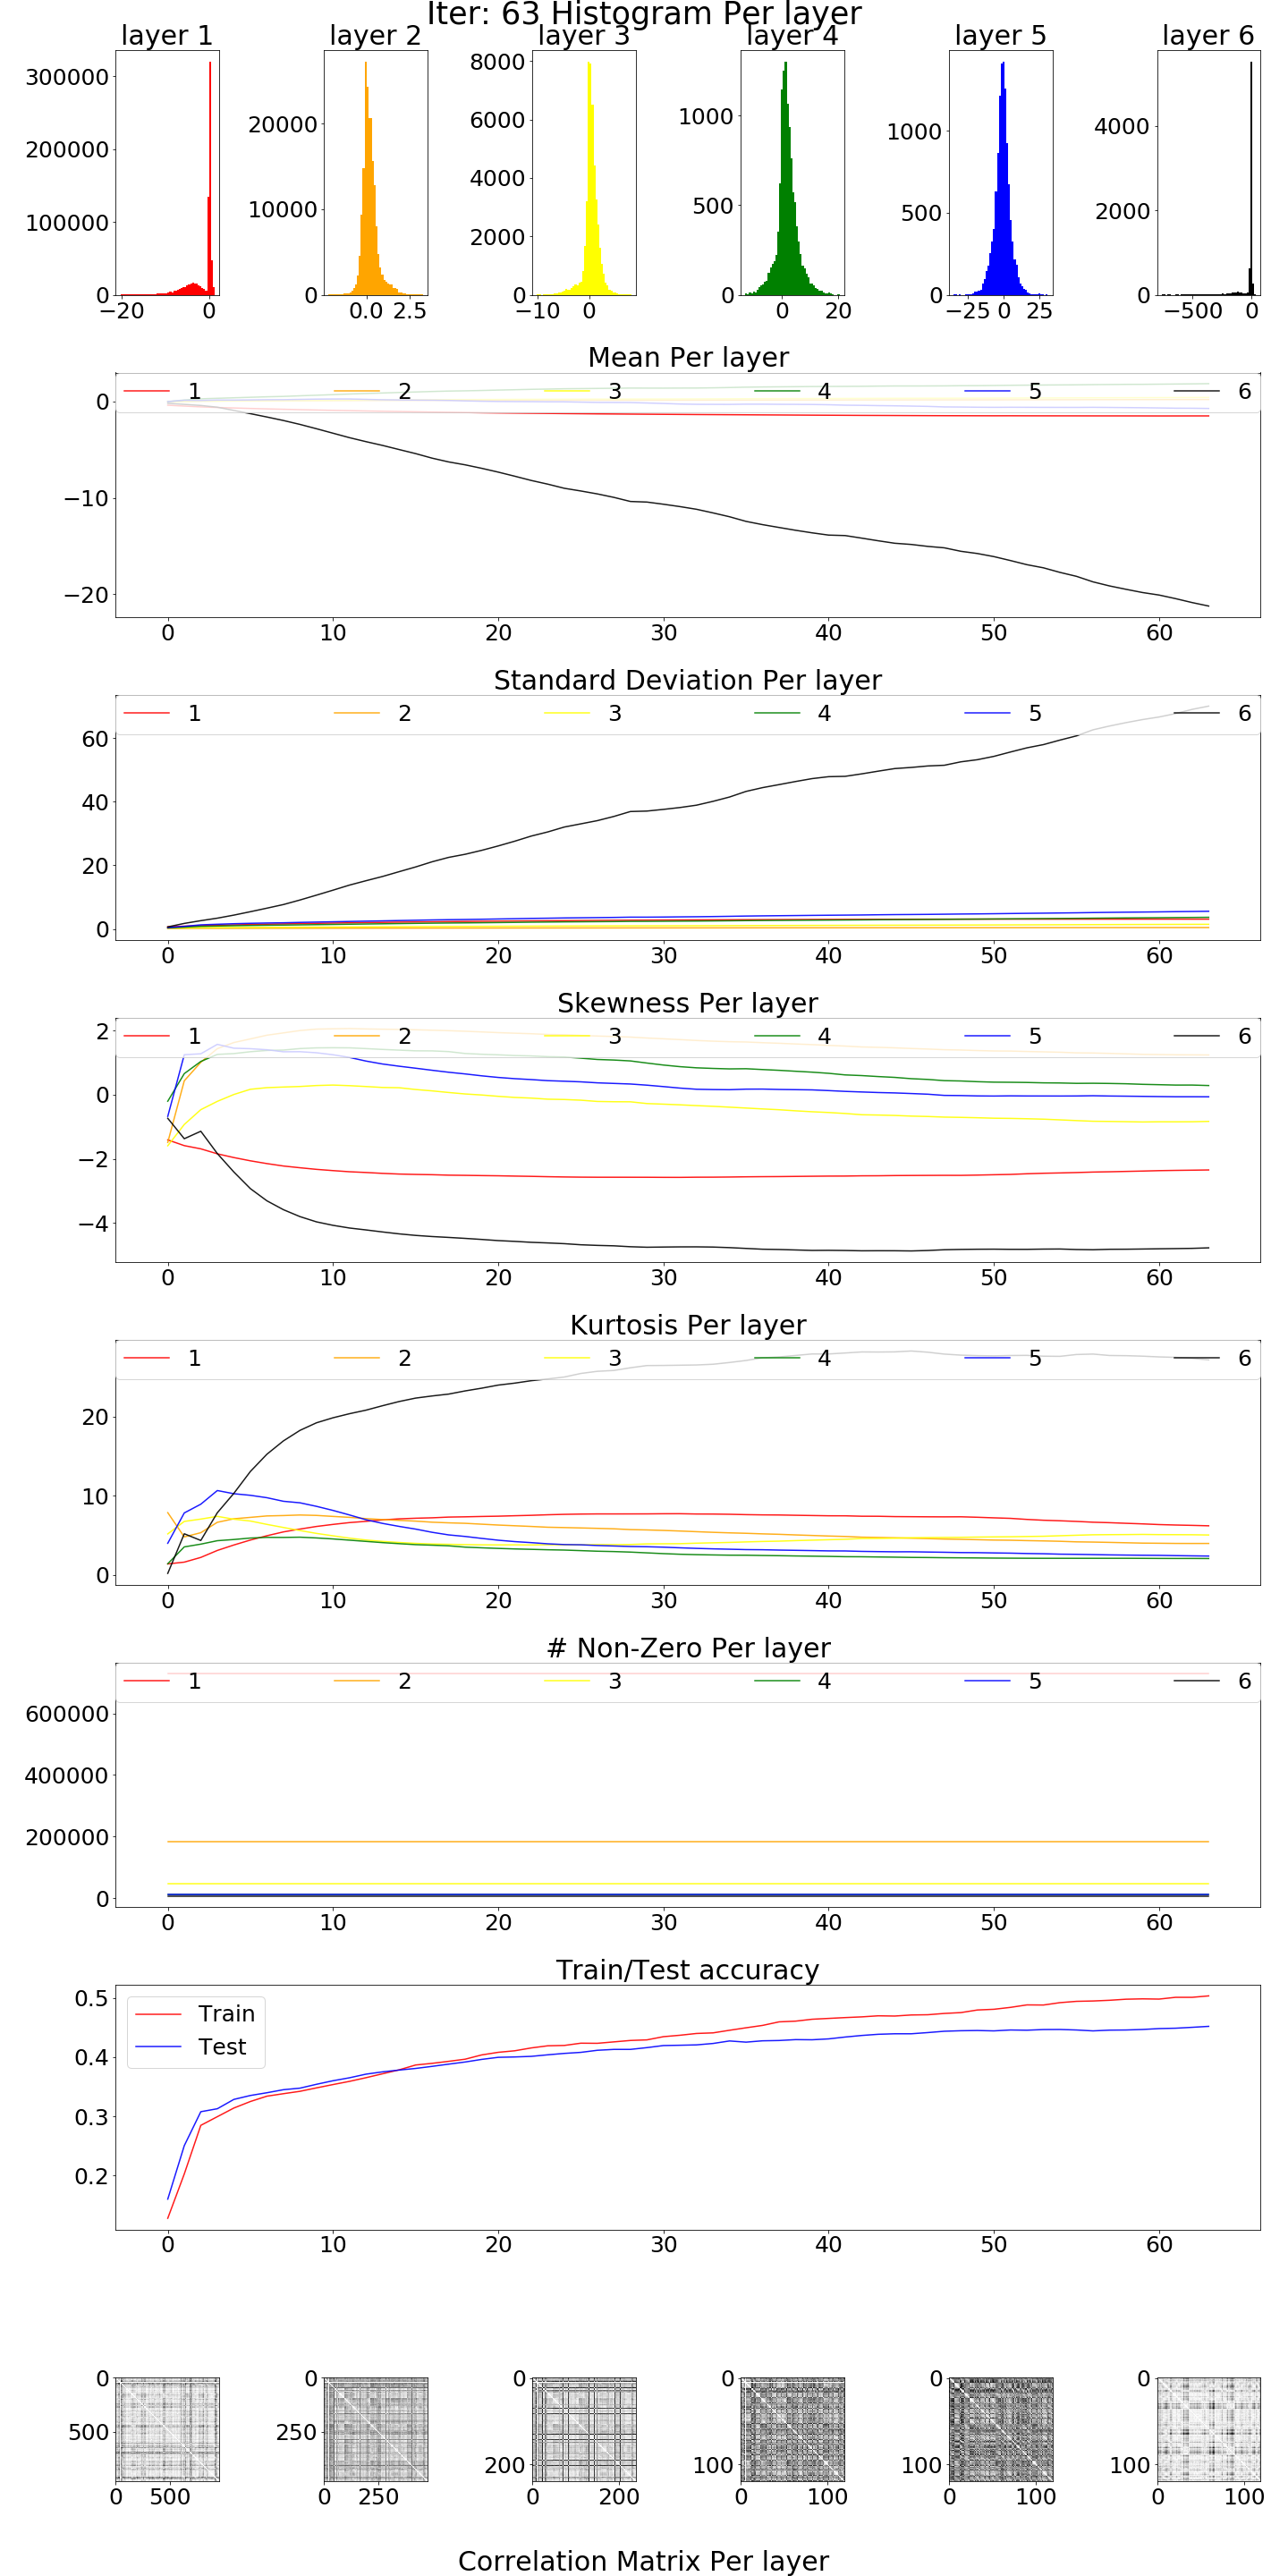 Iter: 63 Histogram Per layer
layer 1 layer 2 layer 3 layer 4 layer 5 layer 6
300000
200000
100000
0
−20 0
20000
10000
0
0.0 2.5
8000
6000
4000
2000
0
−10 0
1000
500
0
0 20
1000
500
0
−25 0 25
4000
2000
0
−500 0
Mean Per layer
1 2 3 4 5 6
0
−10
−20
0 10 20 30 40 50 60
Standard Deviation Per layer
1 2 3 4 5 6
60
40
20
0
0 10 20 30 40 50 60
Skewness Per layer
1 2 3 4 5 6
2
0
−2
−4
0 10 20 30 40 50 60
Kurtosis Per layer
1 2 3 4 5 6
20
10
0
0 10 20 30 40 50 60
# Non-Zero Per layer
1 2 3 4 5 6
600000
400000
200000
0
0 10 20 30 40 50 60
Train/Test accuracy
Train
Test
0.5
0.4
0.3
0.2
0 10 20 30 40 50 60
0
500
0 500
0
250
0 250
0
200
0 200
0
100
0 100
0
100
0 100
0
100
0 100
Correlation Matrix Per layer